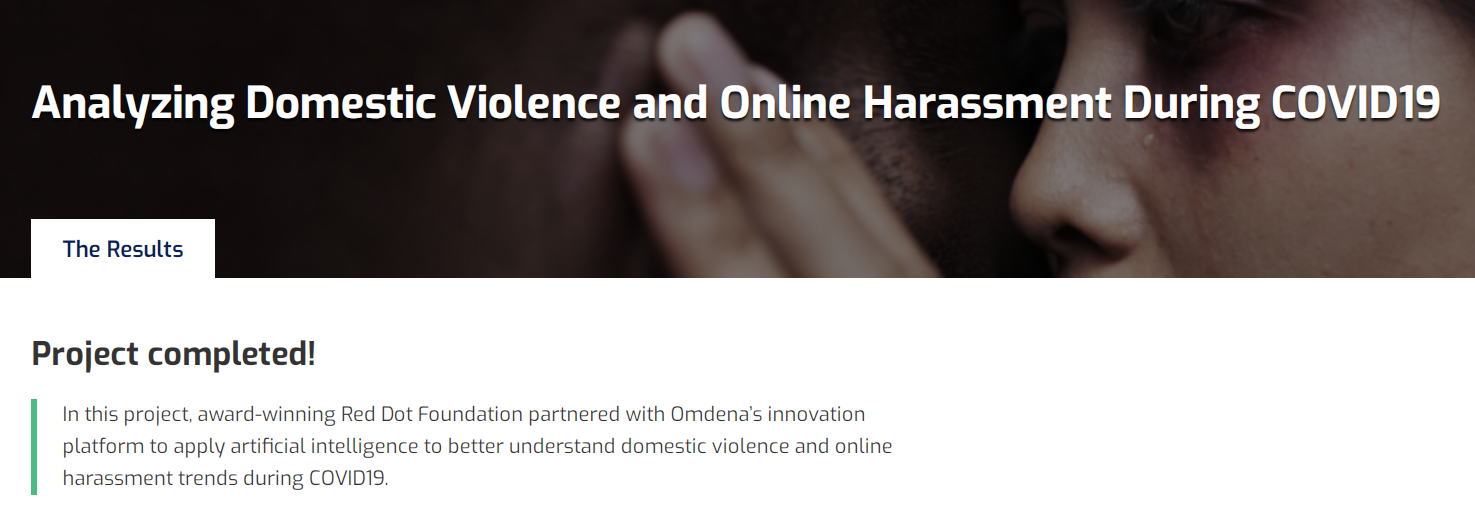 Analyzing Domestic Violence and Online Harassment During COVID19
The Results
Project completed!
In this project, award-winning Red Dot Foundation partnered with Omdena's innovation
platform to apply artificial intelligence to better understand domestic violence and online
harassment trends during COVID19.